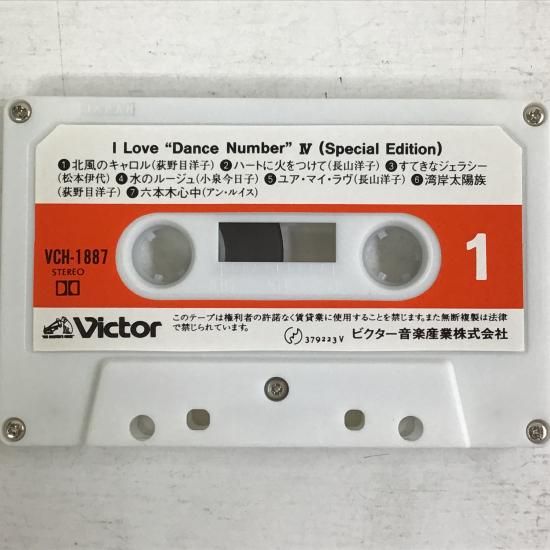 JAPAN
I Love "Dance Number" Ⅳ (Special Edition)
❶北風のキャロル(荻野目洋子) ❷ハートに火をつけて(長山洋子) ❸すてきなジェラシー
(松本伊代) ❹水のルージュ(小泉今日子) ❺ユア・マイ・ラヴ(長山洋子) ❻湾岸太陽族
(荻野目洋子) ❼六本木心中(アン・ルイス)
VCH-1887
STEREO
1
Victor
このテープは権利者の許諾なく賃貸業に使用することを禁じます。また無断複製は法律
で禁じられています。
379223V ビクター音楽産業株式会社